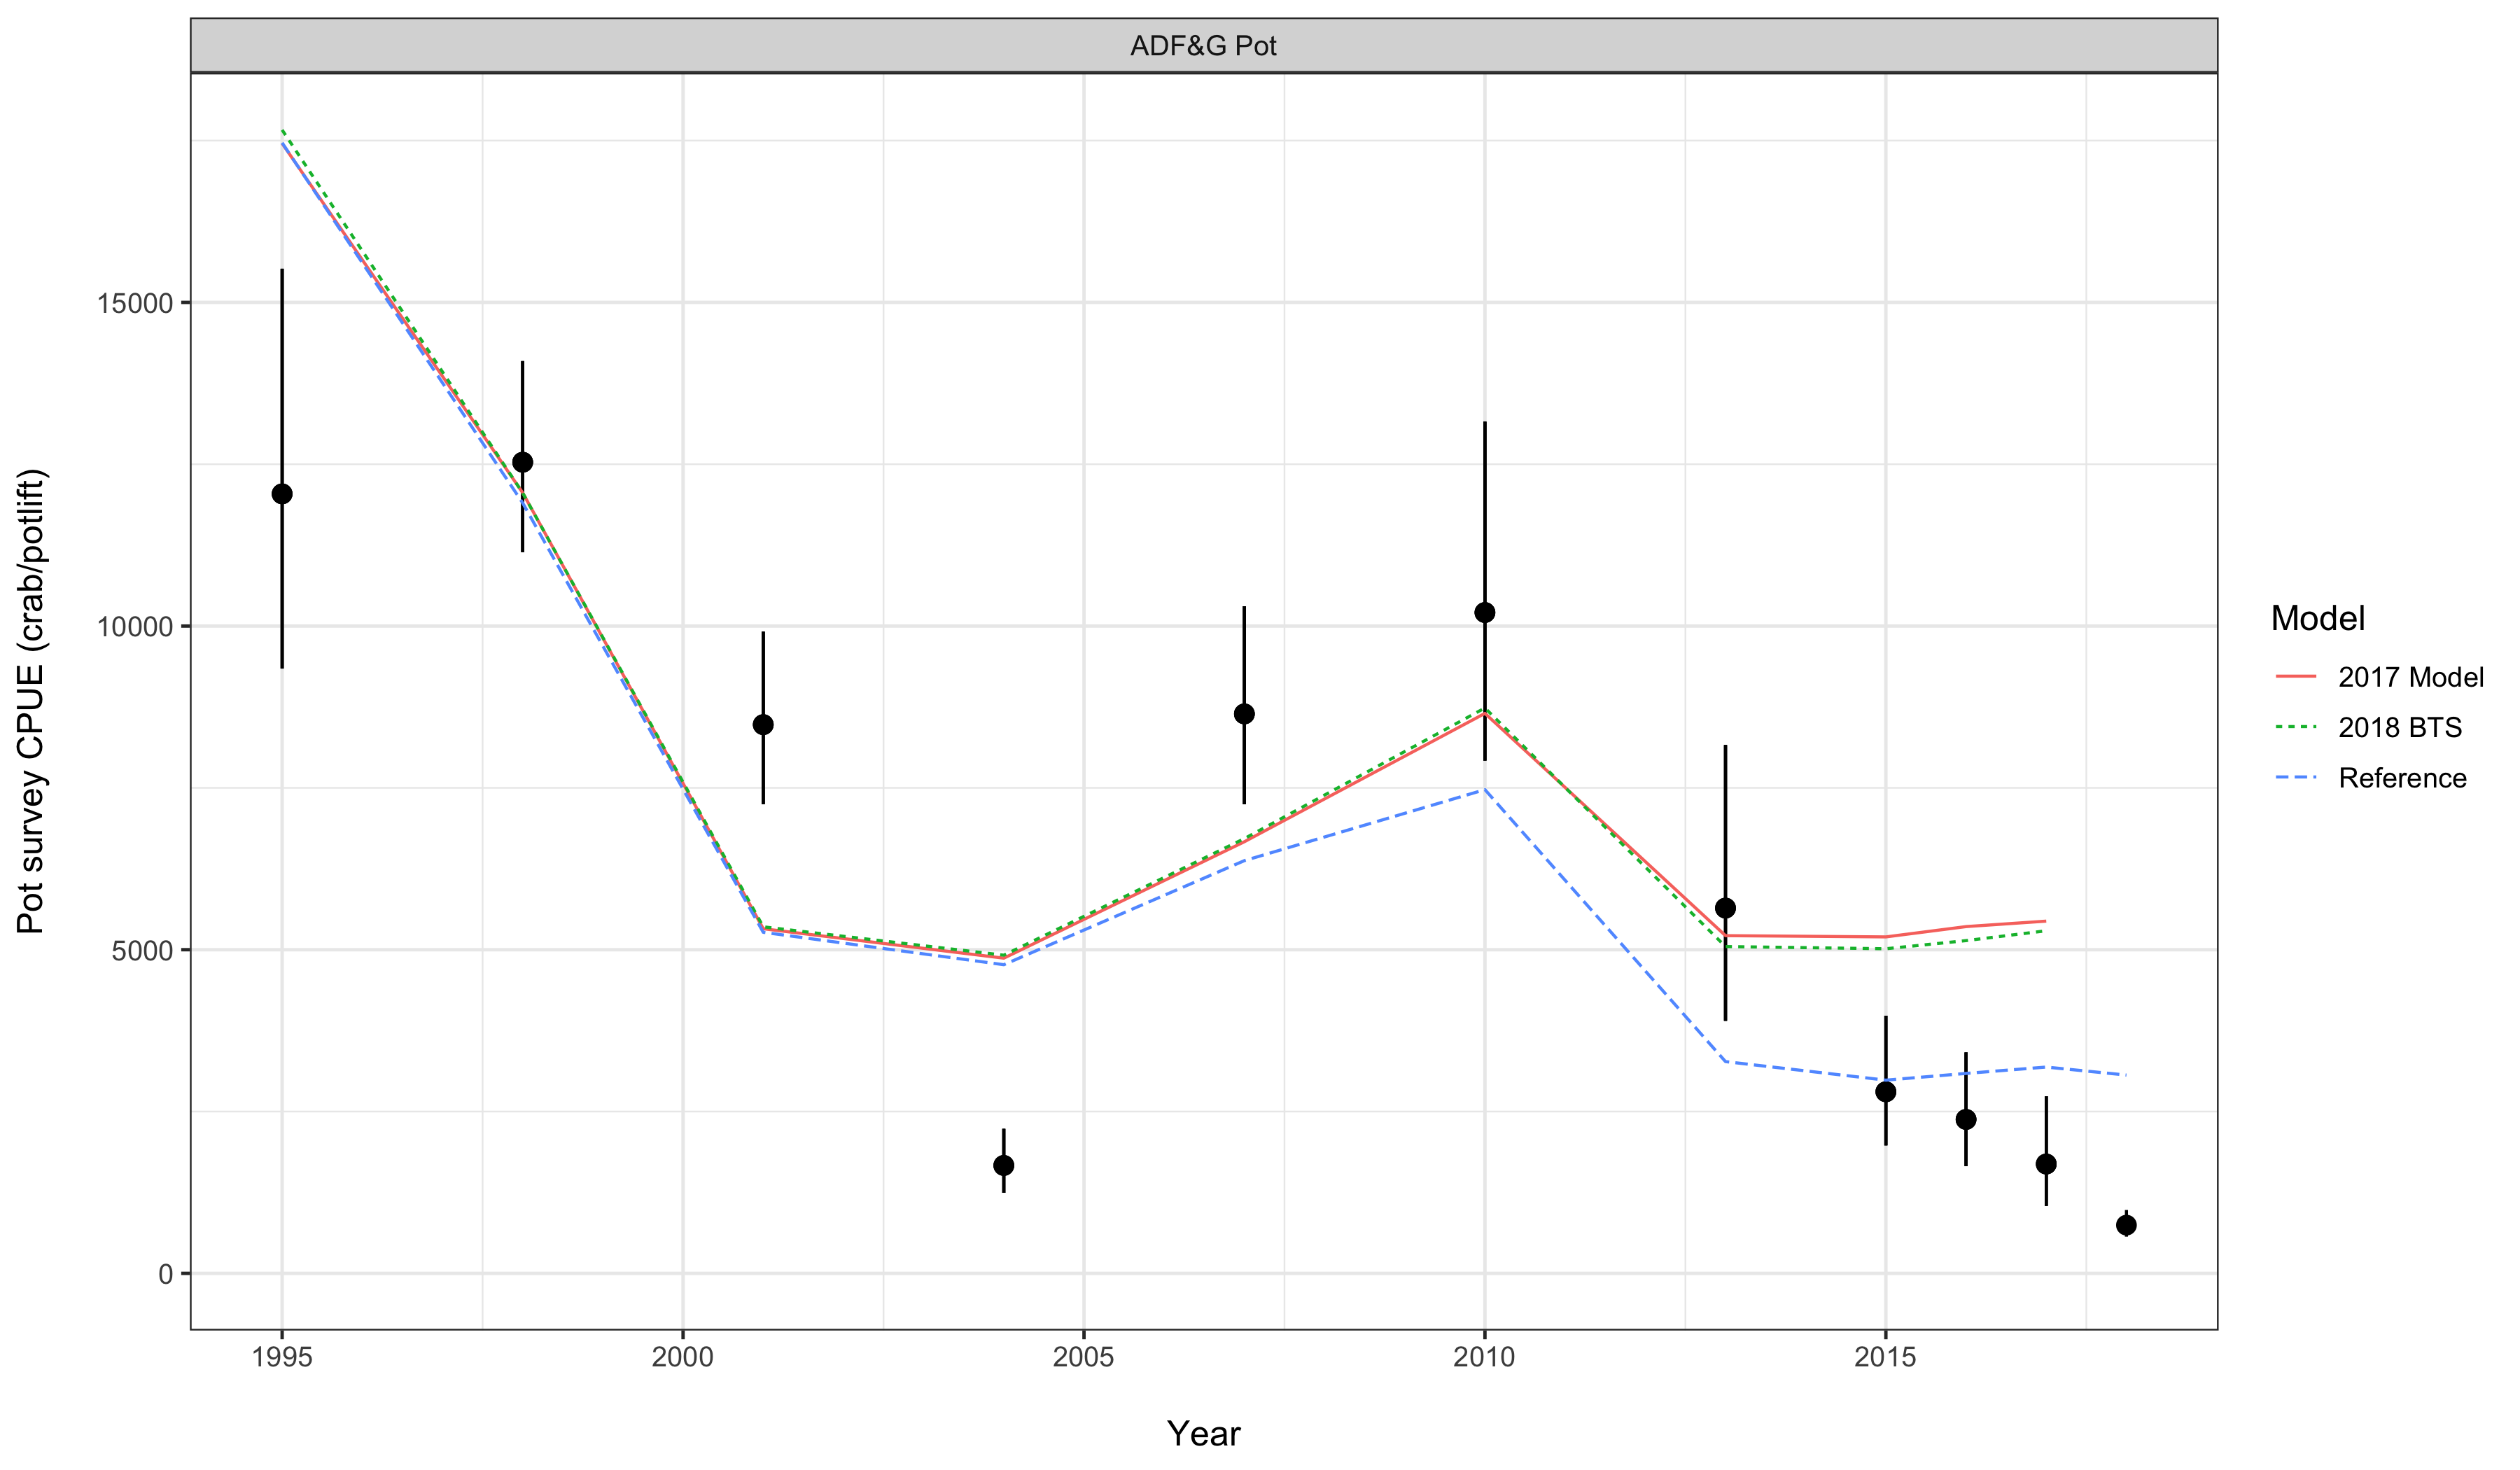 ADF&G Pot
Pot survey CPUE (crab/potlift)
15000
10000
5000
0
1995
2000
2005
2010
2015
Year
Model
2017 Model
2018 BTS
Reference